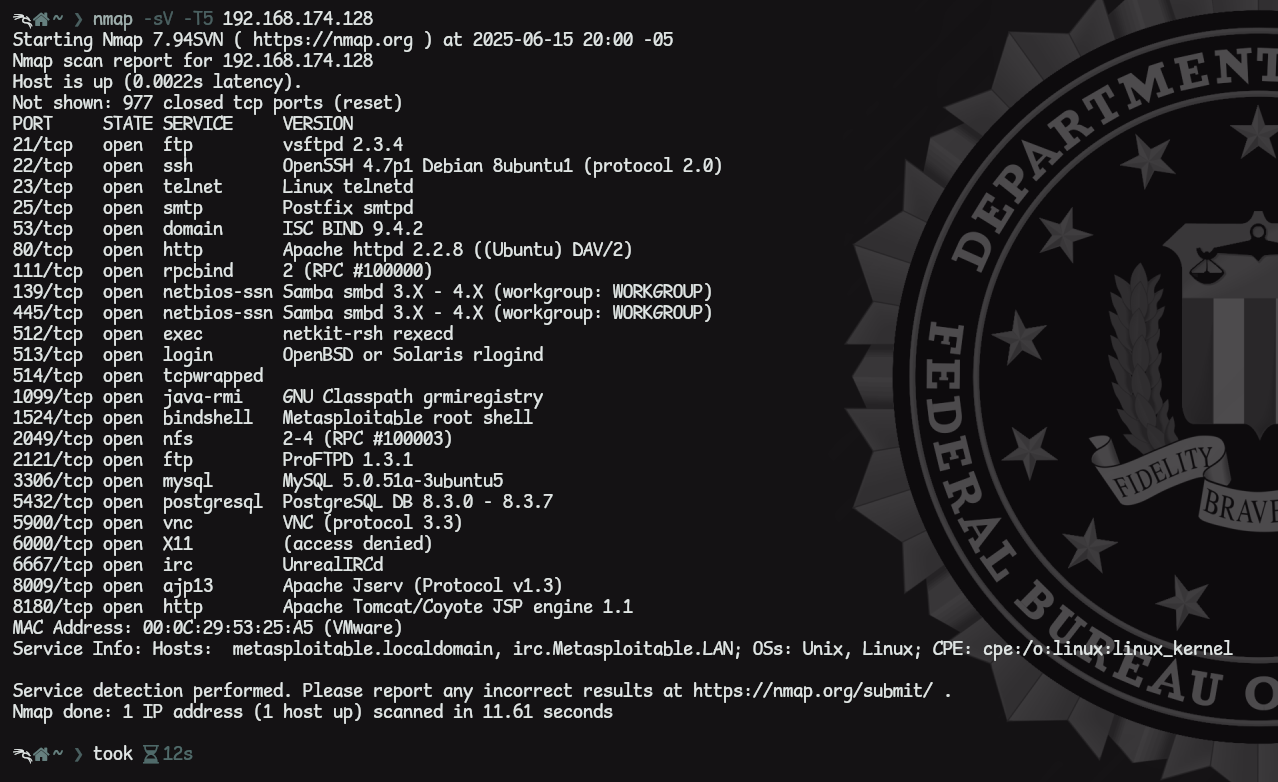 ~ ❯ nmap -sV -T5 192.168.174.128
Starting Nmap 7.94SVN ( https://nmap.org ) at 2025-06-15 20:00 -05
Nmap scan report for 192.168.174.128
Host is up (0.0022s latency).
Not shown: 977 closed tcp ports (reset)
PORT     STATE SERVICE     VERSION
21/tcp   open  ftp         vsftpd 2.3.4
22/tcp   open  ssh         OpenSSH 4.7p1 Debian 8ubuntu1 (protocol 2.0)
23/tcp   open  telnet      Linux telnetd
25/tcp   open  smtp        Postfix smtpd
53/tcp   open  domain      ISC BIND 9.4.2
80/tcp   open  http        Apache httpd 2.2.8 ((Ubuntu) DAV/2)
111/tcp  open  rpcbind     2 (RPC #100000)
139/tcp  open  netbios-ssn Samba smbd 3.X - 4.X (workgroup: WORKGROUP)
445/tcp  open  netbios-ssn Samba smbd 3.X - 4.X (workgroup: WORKGROUP)
512/tcp  open  exec        netkit-rsh rexecd
513/tcp  open  login       OpenBSD or Solaris rlogind
514/tcp  open  tcpwrapped
1099/tcp open  java-rmi    GNU Classpath grmiregistry
1524/tcp open  bindshell   Metasploitable root shell
2049/tcp open  nfs         2-4 (RPC #100003)
2121/tcp open  ftp         ProFTPD 1.3.1
3306/tcp open  mysql       MySQL 5.0.51a-3ubuntu5
5432/tcp open  postgresql  PostgreSQL DB 8.3.0 - 8.3.7
5900/tcp open  vnc         VNC (protocol 3.3)
6000/tcp open  X11         (access denied)
6667/tcp open  irc         UnrealIRCd
8009/tcp open  ajp13       Apache Jserv (Protocol v1.3)
8180/tcp open  http        Apache Tomcat/Coyote JSP engine 1.1
MAC Address: 00:0C:29:53:25:A5 (VMware)
Service Info: Hosts:  metasploitable.localdomain, irc.Metasploitable.LAN; OSs: Unix, Linux; CPE: cpe:/o:linux:linux_kernel
Service detection performed. Please report any incorrect results at https://nmap.org/submit/ .
Nmap done: 1 IP address (1 host up) scanned in 11.61 seconds
~ ❯ took 12s
DEPARTMENT
FEDERAL BUREAU O
FIDELITY
BRAVE